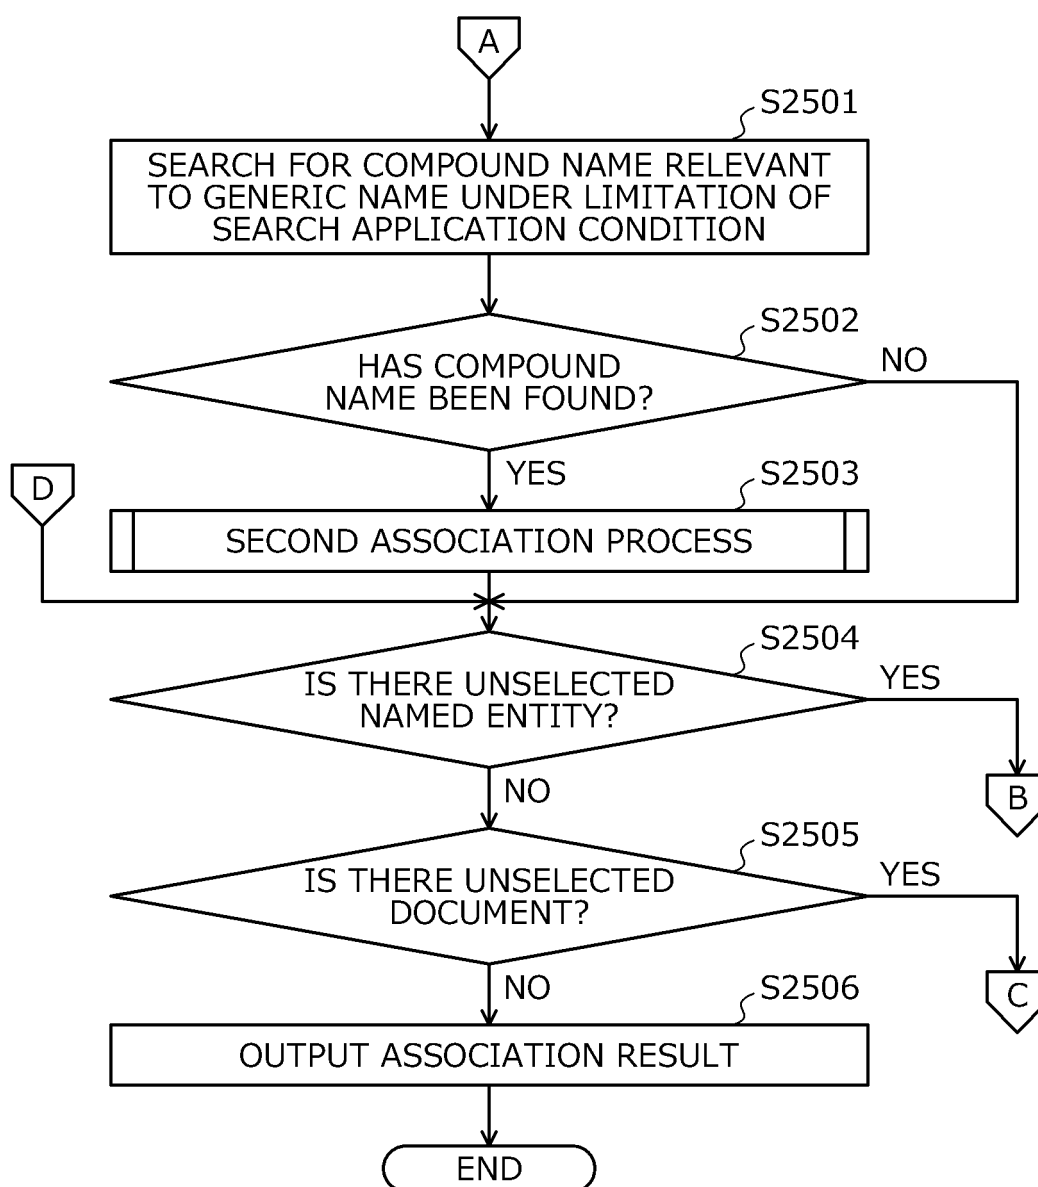 A
S2501
SEARCH FOR COMPOUND NAME RELEVANT
TO GENERIC NAME UNDER LIMITATION OF
SEARCH APPLICATION CONDITION
S2502
HAS COMPOUND
NAME BEEN FOUND?
NO
YES
D
S2503
SECOND ASSOCIATION PROCESS
S2504
IS THERE UNSELECTED
NAMED ENTITY?
YES
B
NO
S2505
IS THERE UNSELECTED
DOCUMENT?
YES
C
NO
S2506
OUTPUT ASSOCIATION RESULT
END